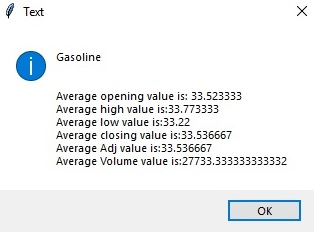 Text
Gasoline
Average opening value is: 33.523333
Average high value is:33.773333
Average low value is:33.22
Average closing value is:33.536667
Average Adj value is:33.536667
Average Volume value is:27733.333333333332
OK